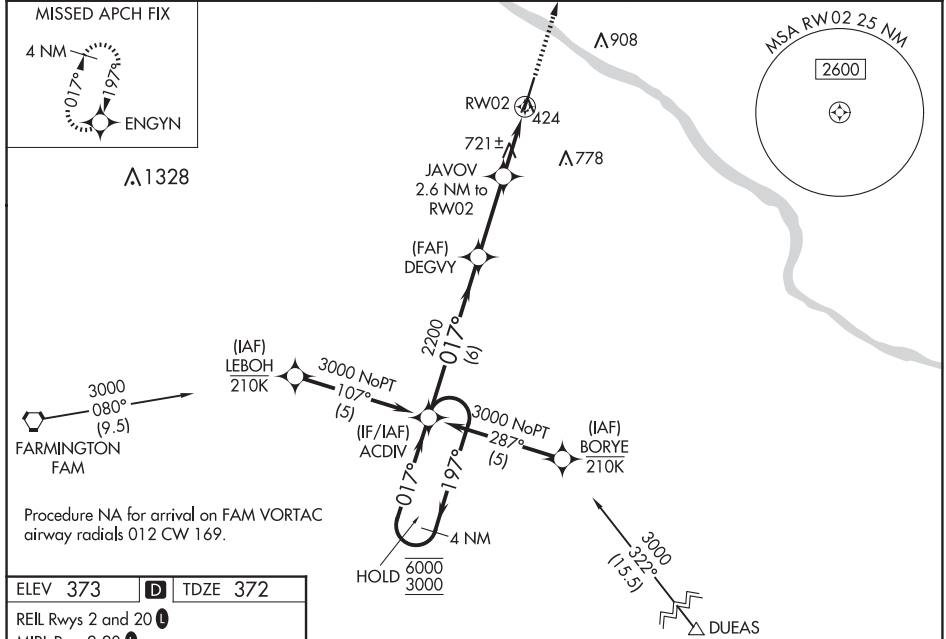 MISSED APCH FIX
4 NM
017°
197°
ENGYN
1328
908
MSA RW02 25 NM
2600
RW02
424
721±
778
JAVOV
2.6 NM to
RW02
(FAF)
DEGVY
2200
017°
(6)
(IAF)
LEBOH
210K
3000 NoPT
107°
(5)
3000
080°
(9.5)
FARMINGTON
FAM
(IF/IAF)
ACDIV
3000 NoPT
287°
(5)
(IAF)
BORYE
210K
017°
197°
4 NM
HOLD
6000
3000
Procedure NA for arrival on FAM VORTAC
airway radials 012 CW 169.
3000
322°
(15.5)
DUEAS
ELEV 373 D TDZE 372
REIL Rwys 2 and 20 L